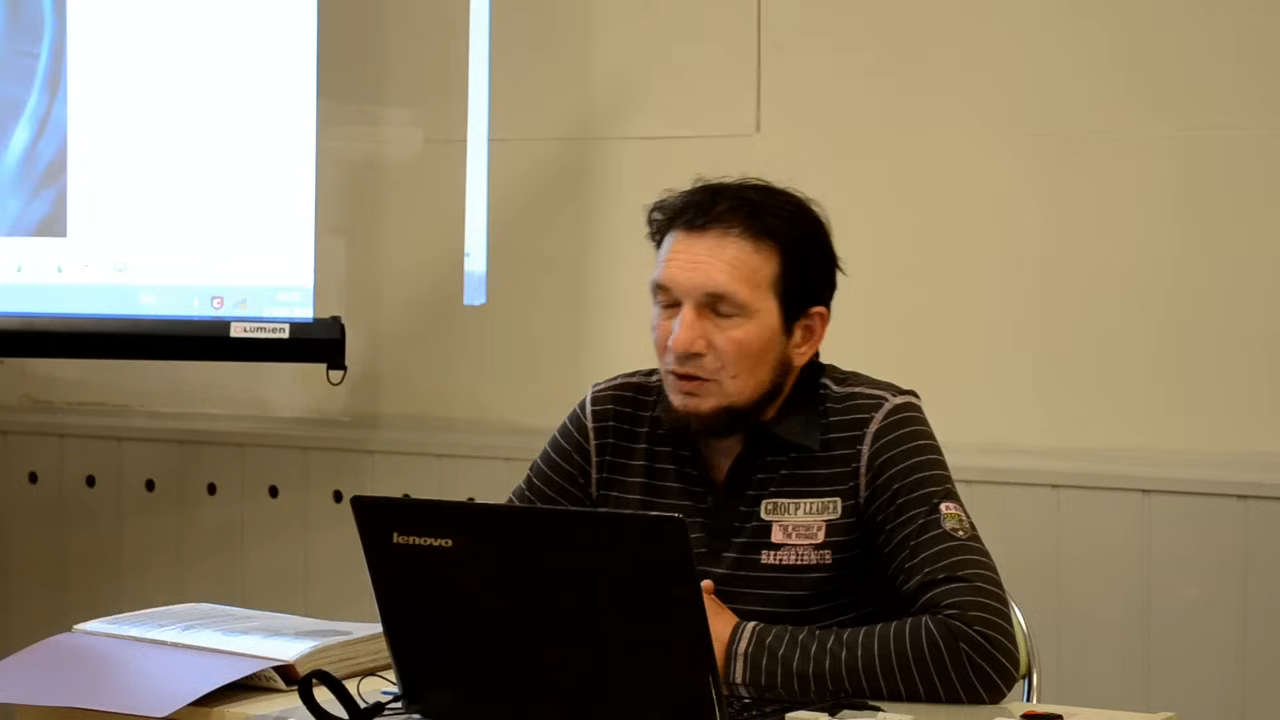 Lumien
lenovo
GROUP LEADER
THE HISTORY OF
THE VOYAGER
EXPERIENCE